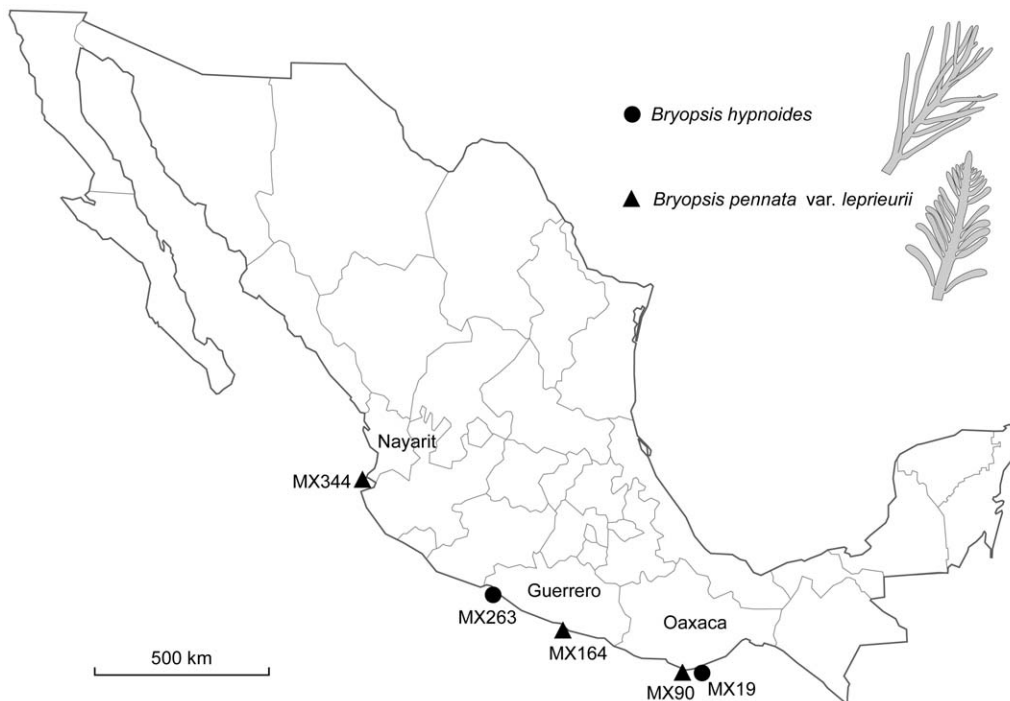 Bryopsis hypnoides
Bryopsis pennata var. leprieurii
Nayarit
MX344
Guerrero
MX263
Oaxaca
MX164
500 km
MX90
MX19